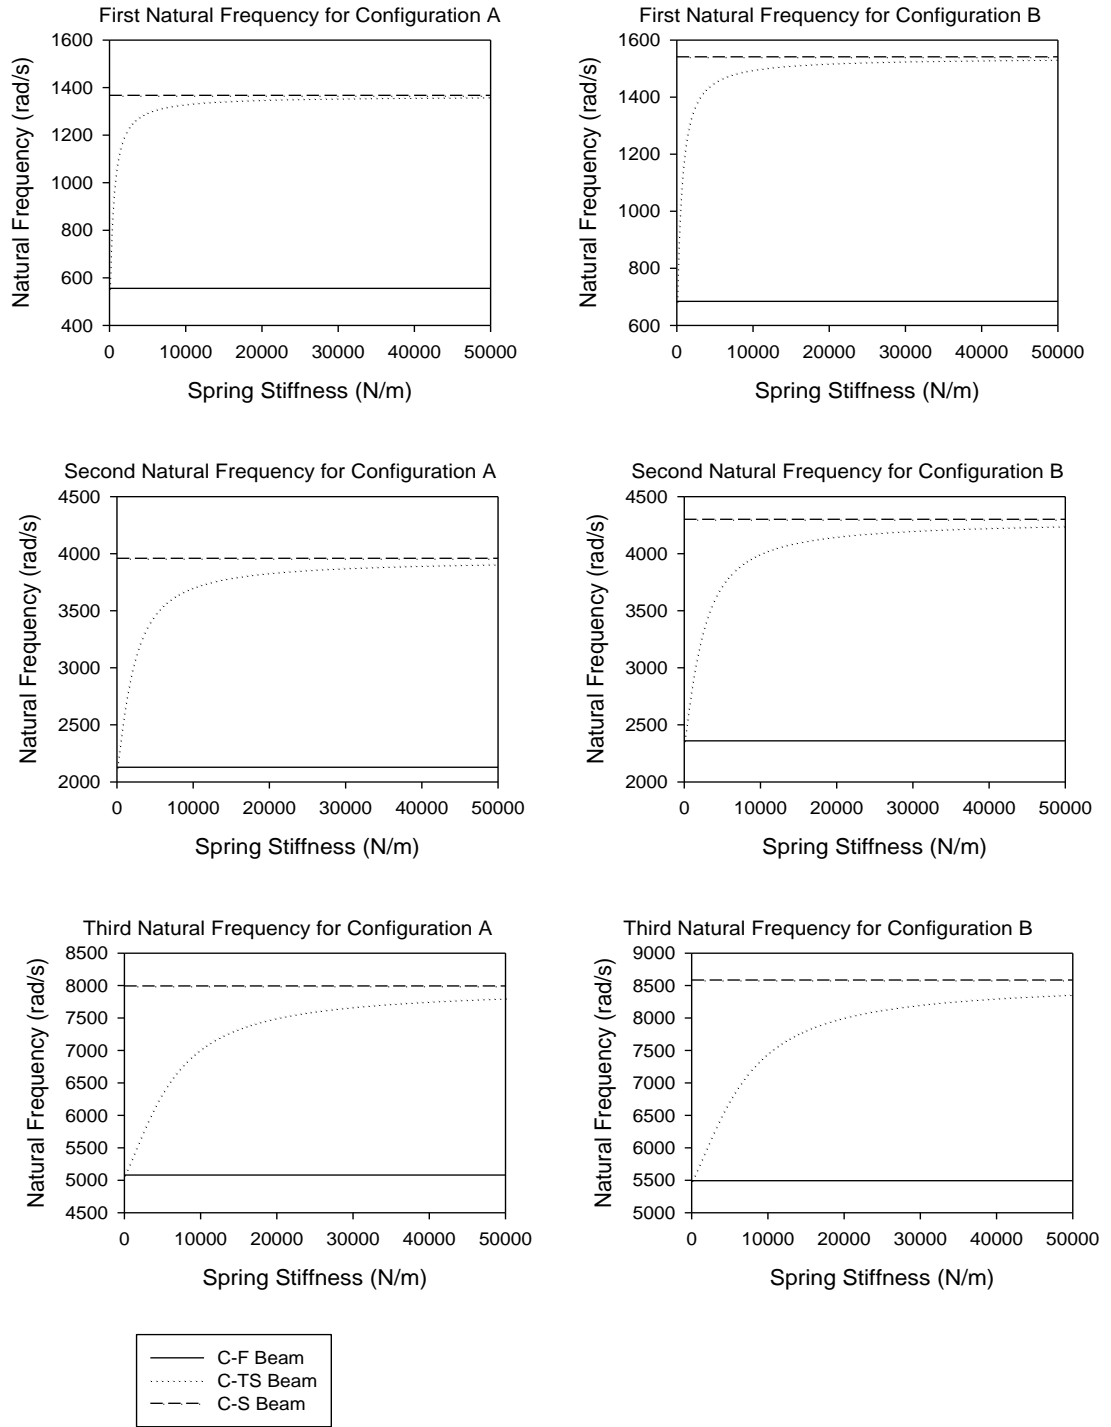 First Natural Frequency for Configuration A
1600
1400
1200
1000
800
600
400
Natural Frequency (rad/s)
0 10000 20000 30000 40000 50000
Spring Stiffness (N/m)
First Natural Frequency for Configuration B
1600
1400
1200
1000
800
600
Natural Frequency (rad/s)
0 10000 20000 30000 40000 50000
Spring Stiffness (N/m)
Second Natural Frequency for Configuration A
4500
4000
3500
3000
2500
2000
Natural Frequency (rad/s)
0 10000 20000 30000 40000 50000
Spring Stiffness (N/m)
Second Natural Frequency for Configuration B
4500
4000
3500
3000
2500
2000
Natural Frequency (rad/s)
0 10000 20000 30000 40000 50000
Spring Stiffness (N/m)
Third Natural Frequency for Configuration A
8500
8000
7500
7000
6500
6000
5500
5000
4500
Natural Frequency (rad/s)
0 10000 20000 30000 40000 50000
Spring Stiffness (N/m)
Third Natural Frequency for Configuration B
9000
8500
8000
7500
7000
6500
6000
5500
5000
Natural Frequency (rad/s)
0 10000 20000 30000 40000 50000
Spring Stiffness (N/m)
C-F Beam
C-TS Beam
C-S Beam